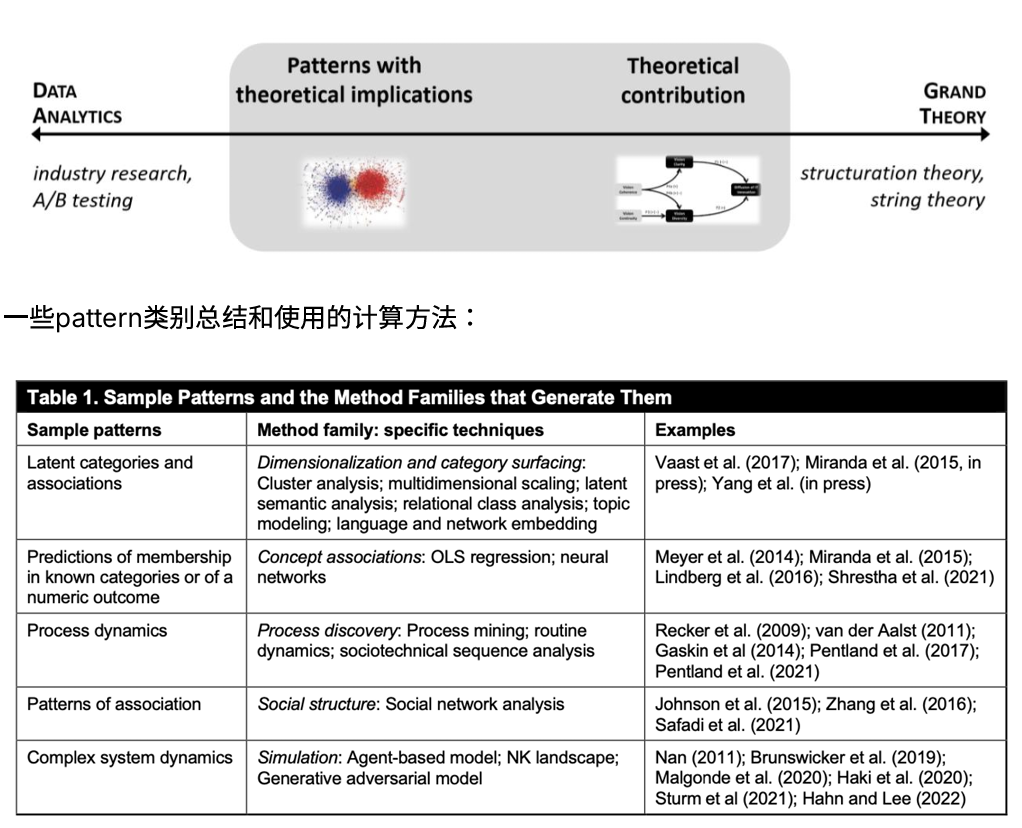 Patterns with
theoretical implications
Theoretical
contribution
DATA
ANALYTICS
GRAND
THEORY
industry research,
A/B testing
structuration theory,
string theory
一些pattern类别总结和使用的计算方法：
Table 1. Sample Patterns and the Method Families that Generate Them
Sample patterns
Method family: specific techniques
Examples
Latent categories and
associations
Dimensionalization and category surfacing:
Cluster analysis; multidimensional scaling; latent
semantic analysis; relational class analysis; topic
modeling; language and network embedding
Vaast et al. (2017); Miranda et al. (2015, in
press); Yang et al. (in press)
Predictions of membership
in known categories or of a
numeric outcome
Concept associations: OLS regression; neural
networks
Meyer et al. (2014); Miranda et al. (2015);
Lindberg et al. (2016); Shrestha et al. (2021)
Process dynamics
Process discovery: Process mining; routine
dynamics; sociotechnical sequence analysis
Recker et al. (2009); van der Aalst (2011);
Gaskin et al (2014); Pentland et al. (2017);
Pentland et al. (2021)
Patterns of association
Social structure: Social network analysis
Johnson et al. (2015); Zhang et al. (2016);
Safadi et al. (2021)
Complex system dynamics
Simulation: Agent-based model; NK landscape;
Generative adversarial model
Nan (2011); Brunswicker et al. (2019);
Malgonde et al. (2020); Haki et al. (2020);
Sturm et al (2021); Hahn and Lee (2022)